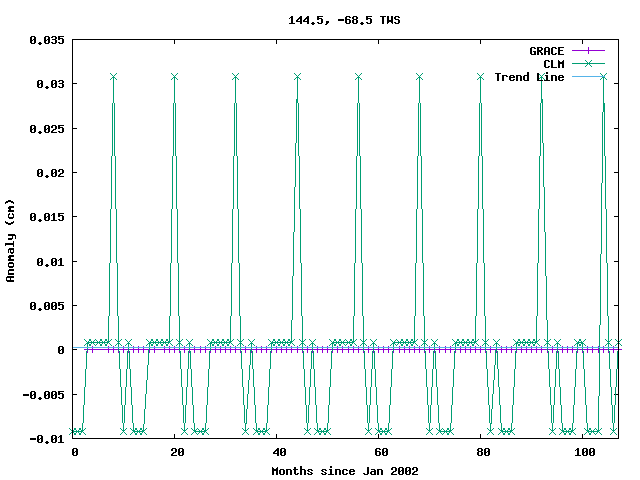 144.5, -68.5 TWS
GRACE
CLM
Trend Line
0.035
0.03
0.025
0.02
0.015
0.01
0.005
0
-0.005
-0.01
Anomaly (cm)
0 20 40 60 80 100
Months since Jan 2002